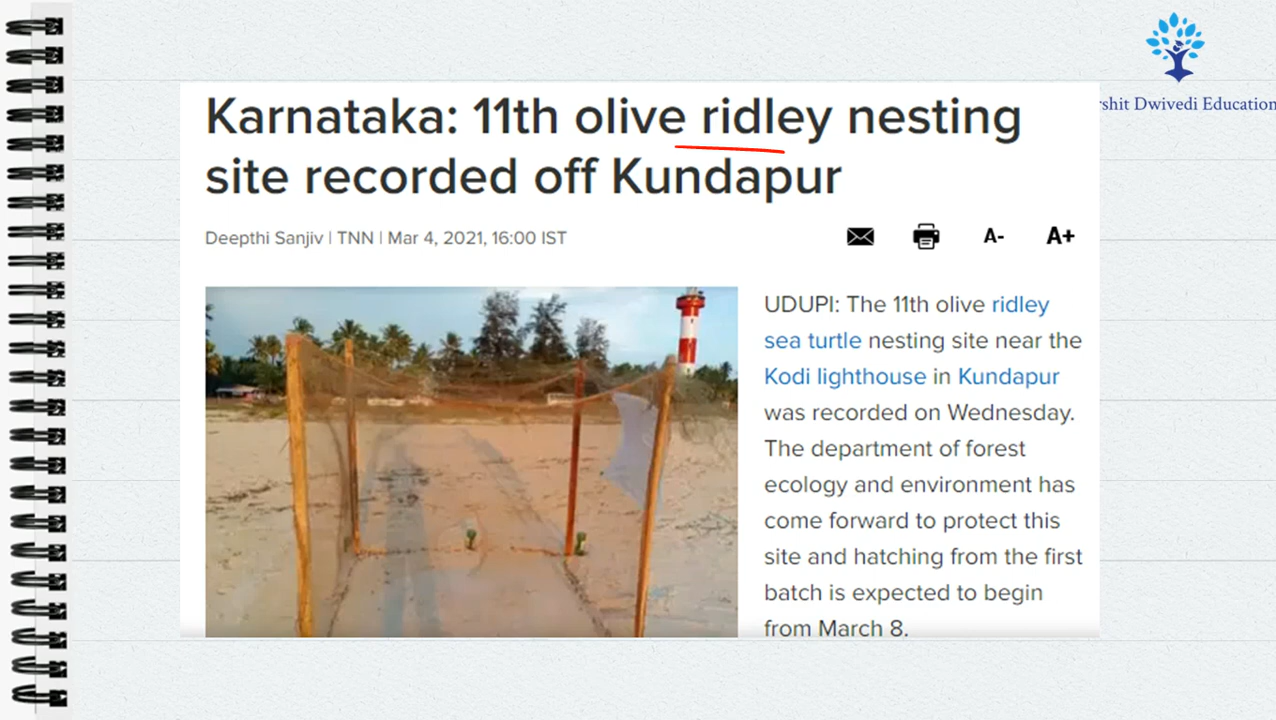 rshit Dwivedi Education
Karnataka: 11th olive ridley nesting
site recorded off Kundapur
Deepthi Sanjiv | TNN | Mar 4, 2021, 16:00 IST
A-
A+
UDUPI: The 11th olive ridley
sea turtle nesting site near the
Kodi lighthouse in Kundapur
was recorded on Wednesday.
The department of forest
ecology and environment has
come forward to protect this
site and hatching from the first
batch is expected to begin
from March 8.